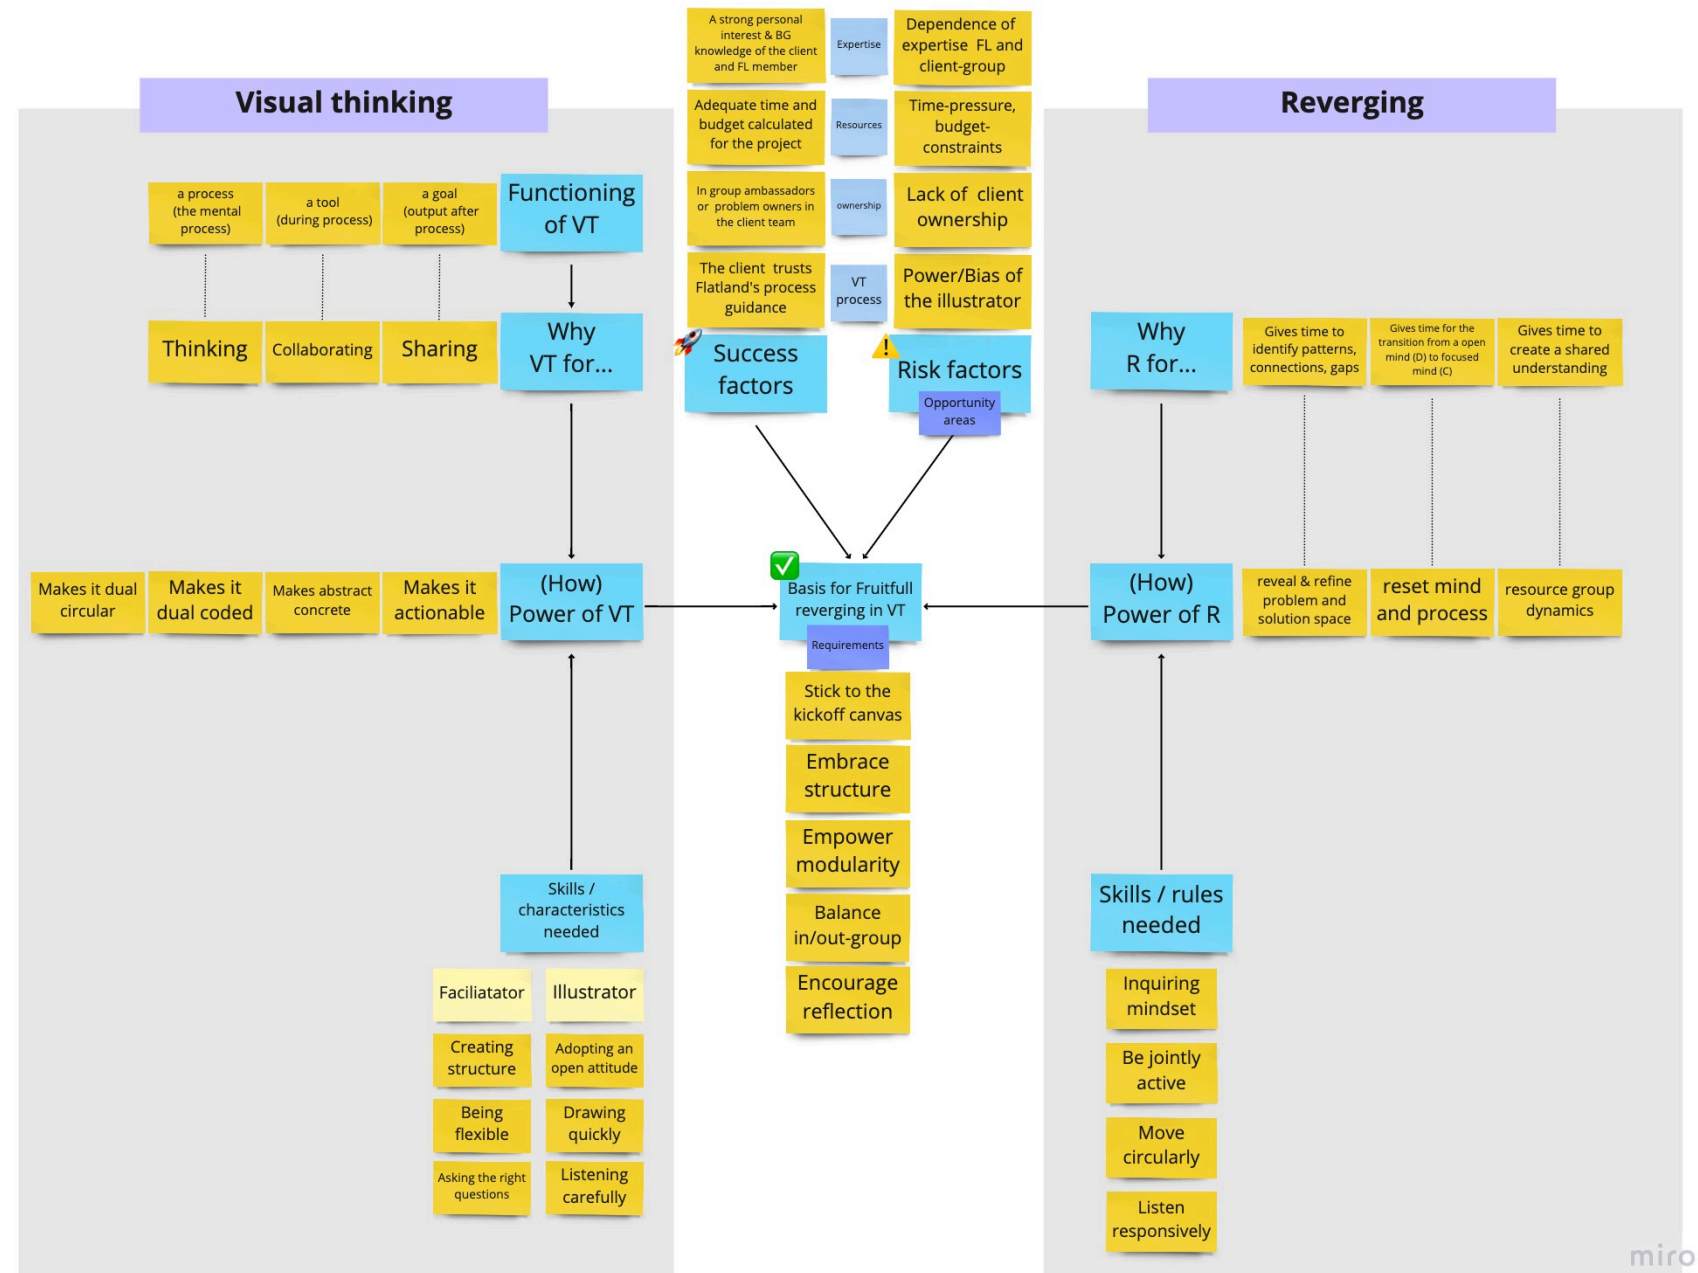 Visual thinking
a process
(the mental
process)
a tool
(during process)
a goal
(output after
process)
Functioning
of VT
Thinking
Collaborating
Sharing
Why
VT for...
Makes it dual
circular
Makes it
dual coded
Makes abstract
concrete
Makes it
actionable
(How)
Power of VT
Skills /
characteristics
needed
Faciliatator
Illustrator
Creating
structure
Adopting an
open attitude
Being
flexible
Drawing
quickly
Asking the right
questions
Listening
carefully
A strong personal
interest & BG
knowledge of the client
and FL member
Expertise
Dependence of
expertise FL and
client-group
Adequate time and
budget calculated
for the project
Resources
Time-pressure,
budget-
constraints
In group ambassadors
or problem owners in
the client team
ownership
Lack of client
ownership
The client trusts
Flatland's process
guidance
VT
process
Power/Bias of
the illustrator
Success
factors
Risk factors
Opportunity
areas
Basis for Fruitfull
reverging in VT
Requirements
Stick to the
kickoff canvas
Embrace
structure
Empower
modularity
Balance
in/out-group
Encourage
reflection
Reverging
Why
R for...
Gives time to
identify patterns,
connections, gaps
Gives time for the
transition from a open
mind (D) to focused
mind (C)
Gives time to
create a shared
understanding
(How)
Power of R
reveal & refine
problem and
solution space
reset mind
and process
resource group
dynamics
Skills / rules
needed
Inquiring
mindset
Be jointly
active
Move
circularly
Listen
responsively
miro